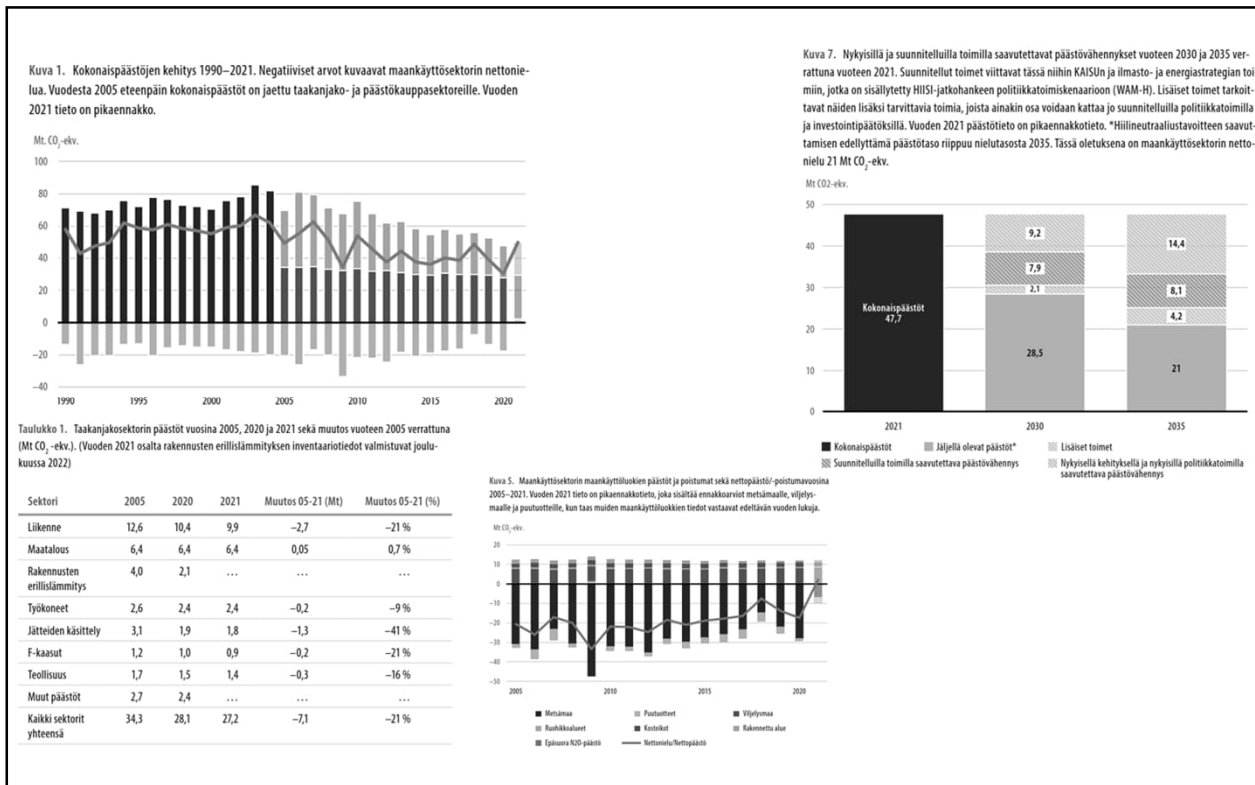 Kuva 1. Kokonaispäästöjen kehitys 1990–2021. Negatiiviset arvot kuvaavat maankäyttösektorin nettonie-
lua. Vuodesta 2005 eteenpäin kokonaispäästöt on jaettu taakanjako- ja päästökauppasektoreille. Vuoden
2021 tieto on pikaennakko.
Mt. CO₂-ekv.
100
80
60
40
20
0
−20
−40
1990 1995 2000 2005 2010 2015 2020
Taulukko 1. Taakanjakosektorin päästöt vuosina 2005, 2020 ja 2021 sekä muutos vuoteen 2005 verrattuna
(Mt CO₂ -ekv.). (Vuoden 2021 osalta rakennusten erillislämmityksen inventaariotiedot valmistuvat joulu-
kuussa 2022)
Sektori 2005 2020 2021 Muutos 05-21 (Mt) Muutos 05-21 (%)
Liikenne 12,6 10,4 9,9 −2,7 −21 %
Maatalous 6,4 6,4 6,4 0,05 0,7 %
Rakennusten
erillislämmitys 4,0 2,1 ... ... ...
Työkoneet 2,6 2,4 2,4 −0,2 −9 %
Jätteiden käsittely 3,1 1,9 1,8 −1,3 −41 %
F-kaasut 1,2 1,0 0,9 −0,2 −21 %
Teollisuus 1,7 1,5 1,4 −0,3 −16 %
Muut päästöt 2,7 2,4 ... ... ...
Kaikki sektorit
yhteensä 34,3 28,1 27,2 −7,1 −21 %
Kuva 5. Maankäyttösektorin maankäyttöluokien päästöt ja poistumat sekä nettopäästö/-poistumavuosina
2005–2021. Vuoden 2021 tieto on pikaennakkotieto, joka sisältää ennakkoarviot metsämaalle, viljelys-
maalle ja puutuotteille, kun taas muiden maankäyttöluokkien tiedot vastaavat edeltävän vuoden lukuja.
Mt CO₂-ekv.
20
10
0
−10
−20
−30
−40
−50
2005 2010 2015 2020
Metsämaa Puutuotteet Viljelysmaa
Ruohikkoalueet Kosteikot Rakennettu alue
Epäsuora N2O-päästö Nettonielu/Nettopäästö
Kuva 7. Nykyisillä ja suunnitelluilla toimilla saavutettavat päästövähennykset vuoteen 2030 ja 2035 ver-
rattuna vuoteen 2021. Suunnitellut toimet viittavat tässä niihin KAISUn ja ilmasto- ja energiastrategian toi
miin, jotka on sisällytetty HIISI-jatkohankeen politiikkatoimiskenaarioon (WAM-H). Lisäiset toimet tarkoi-
tavat näiden lisäksi tarvittavia toimia, joista ainakin osa voidaan kattaa jo suunnitelluilla politiikkatoimilla
ja investointipäätöksillä. Vuoden 2021 päästötieto on pikaennakkotieto. *Hiilineutraaliustavoitteen saavut-
tamisen edellyttämä päästötaso riippuu nielutasosta 2035. Tässä oletuksena on maankäyttösektorin netto-
nielu 21 Mt CO₂-ekv.
Mt CO2-ekv.
50
40
30
20
10
0
Kokonaispäästöt
47,7
9,2
7,9
2,1
28,5
14,4
8,1
4,2
21
2021 2030 2035
Kokonaispäästöt Jäljellä olevat päästöt* Lisäiset toimet
Suunnitelluilla toimilla saavutettava päästövähennys Nykyisellä kehityksellä ja nykyisillä politiikkatoimilla
saavutettava päästövähennys